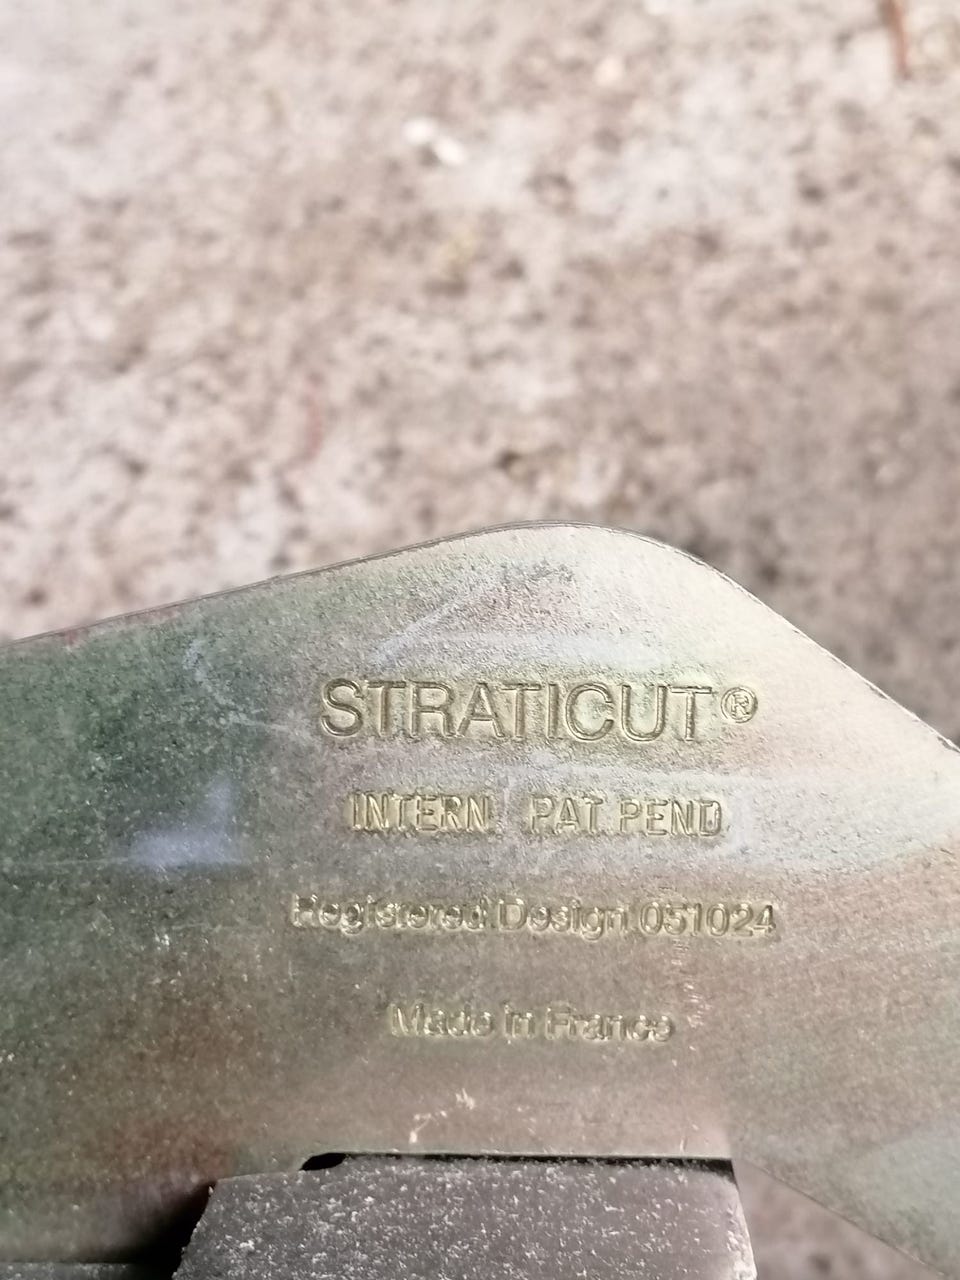 STRATICUT®
INTERN. PAT. PEND
Registered Design 051024
Made in France